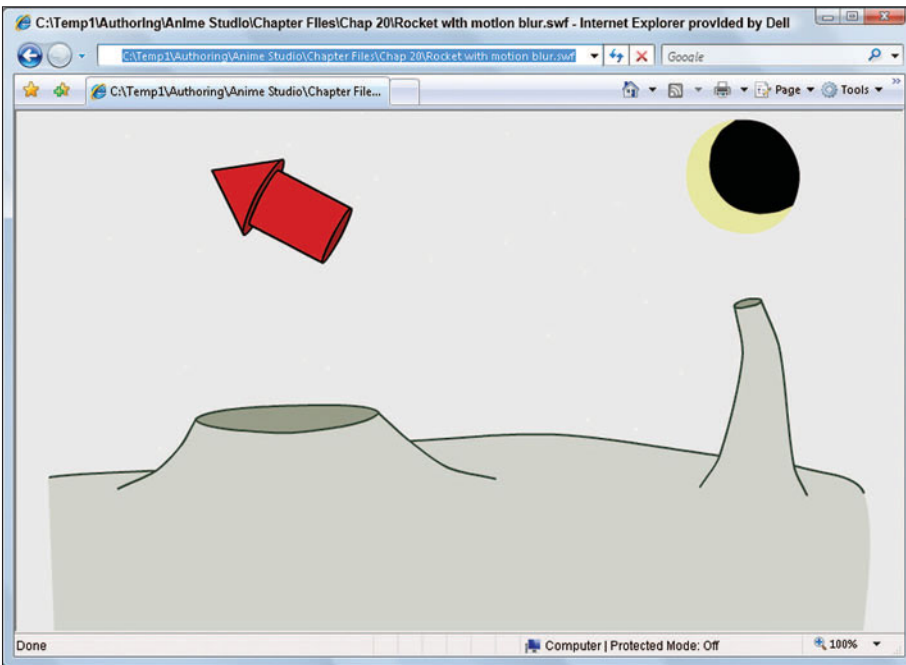 C:\Temp1\Authoring\Anime Studio\Chapter Files\Chap 20\Rocket with motion blur.swf - Internet Explorer provided by Dell
C:\Temp1\Authoring\Anime Studio\Chapter Files\Chap 20\Rocket with motion blur.swf
Google
C:\Temp1\Authoring\Anime Studio\Chapter File...
Page
Tools
Done
Computer | Protected Mode: Off
100%